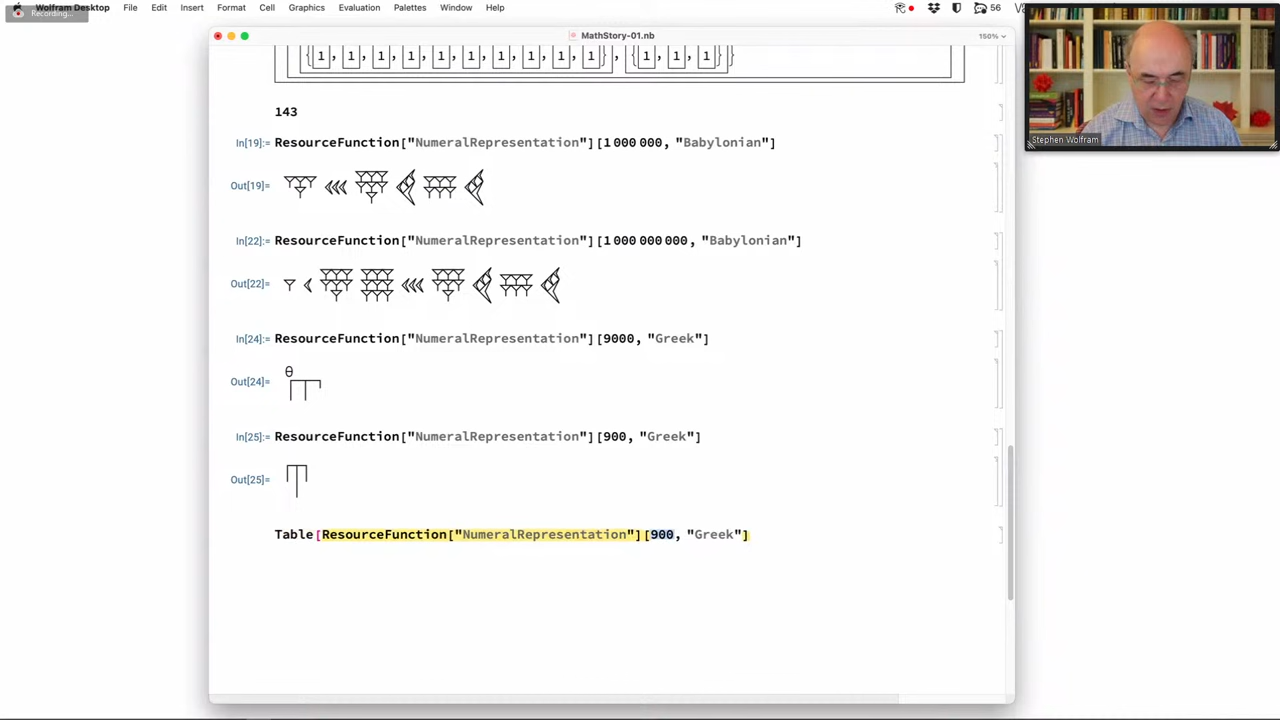 Wolfram Desktop File Edit Insert Format Cell Graphics Evaluation Palettes Window Help 56
Recording...
MathStory-01.nb 150%
{1, 1, 1, 1, 1, 1, 1, 1, 1, 1}, {1, 1, 1}
143
In[19]:= ResourceFunction["NumeralRepresentation"][1 000 000, "Babylonian"]
Out[19]=
In[22]:= ResourceFunction["NumeralRepresentation"][1 000 000 000, "Babylonian"]
Out[22]=
In[24]:= ResourceFunction["NumeralRepresentation"][9000, "Greek"]
θ
Out[24]=
In[25]:= ResourceFunction["NumeralRepresentation"][900, "Greek"]
Out[25]=
Table[ResourceFunction["NumeralRepresentation"][900, "Greek"]
Stephen Wolfram